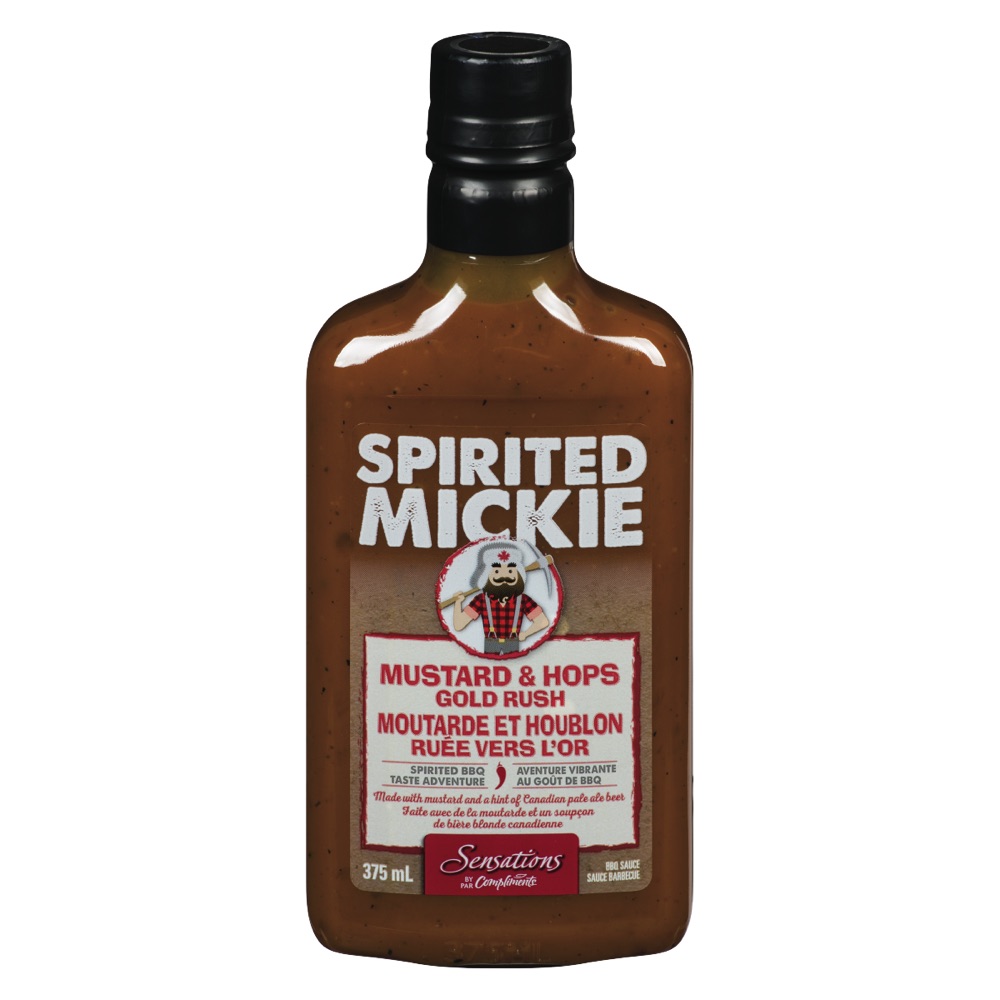 SPIRITED
MICKIE
MUSTARD & HOPS
GOLD RUSH
MOUTARDE ET HOUBLON
RUÉE VERS L'OR
SPIRITED BBQ
TASTE ADVENTURE
AVENTURE VIBRANTE
AU GOÛT DE BBQ
Made with mustard and a hint of Canadian pale ale beer
Faite avec de la moutarde et un soupçon
de bière blonde canadienne
375 mL
Sensations
BY
PAR Compliments
BBQ SAUCE
SAUCE BARBECUE